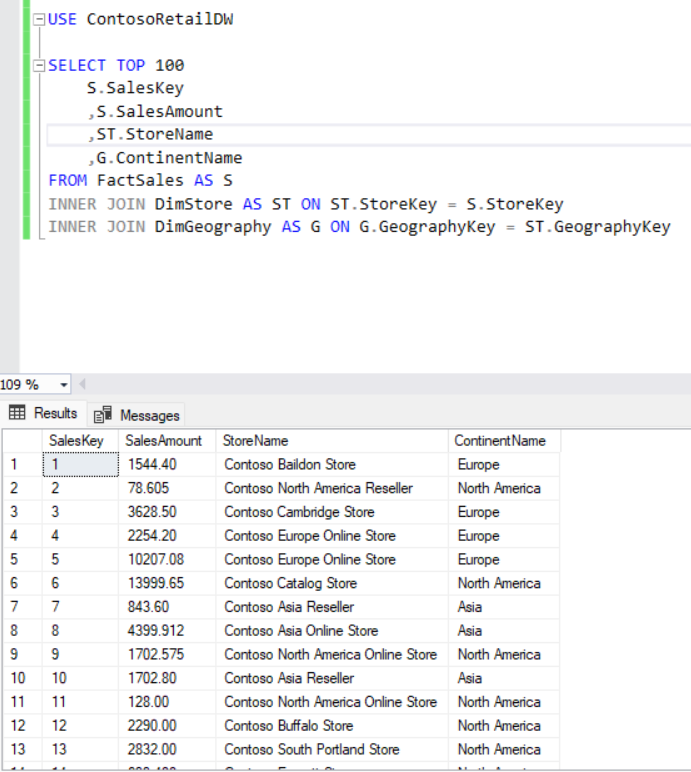 USE ContosoRetailDW
SELECT TOP 100
S.SalesKey
,S.SalesAmount
,ST.StoreName
,G.ContinentName
FROM FactSales AS S
INNER JOIN DimStore AS ST ON ST.StoreKey = S.StoreKey
INNER JOIN DimGeography AS G ON G.GeographyKey = ST.GeographyKey
109 %
Results Messages
SalesKey SalesAmount StoreName ContinentName
1 1 1544.40 Contoso Baildon Store Europe
2 2 78.605 Contoso North America Reseller North America
3 3 3628.50 Contoso Cambridge Store Europe
4 4 2254.20 Contoso Europe Online Store Europe
5 5 10207.08 Contoso Europe Online Store Europe
6 6 13999.65 Contoso Catalog Store North America
7 7 843.60 Contoso Asia Reseller Asia
8 8 4399.912 Contoso Asia Online Store Asia
9 9 1702.575 Contoso North America Online Store North America
10 10 1702.80 Contoso Asia Reseller Asia
11 11 128.00 Contoso North America Online Store North America
12 12 2290.00 Contoso Buffalo Store North America
13 13 2832.00 Contoso South Portland Store North America